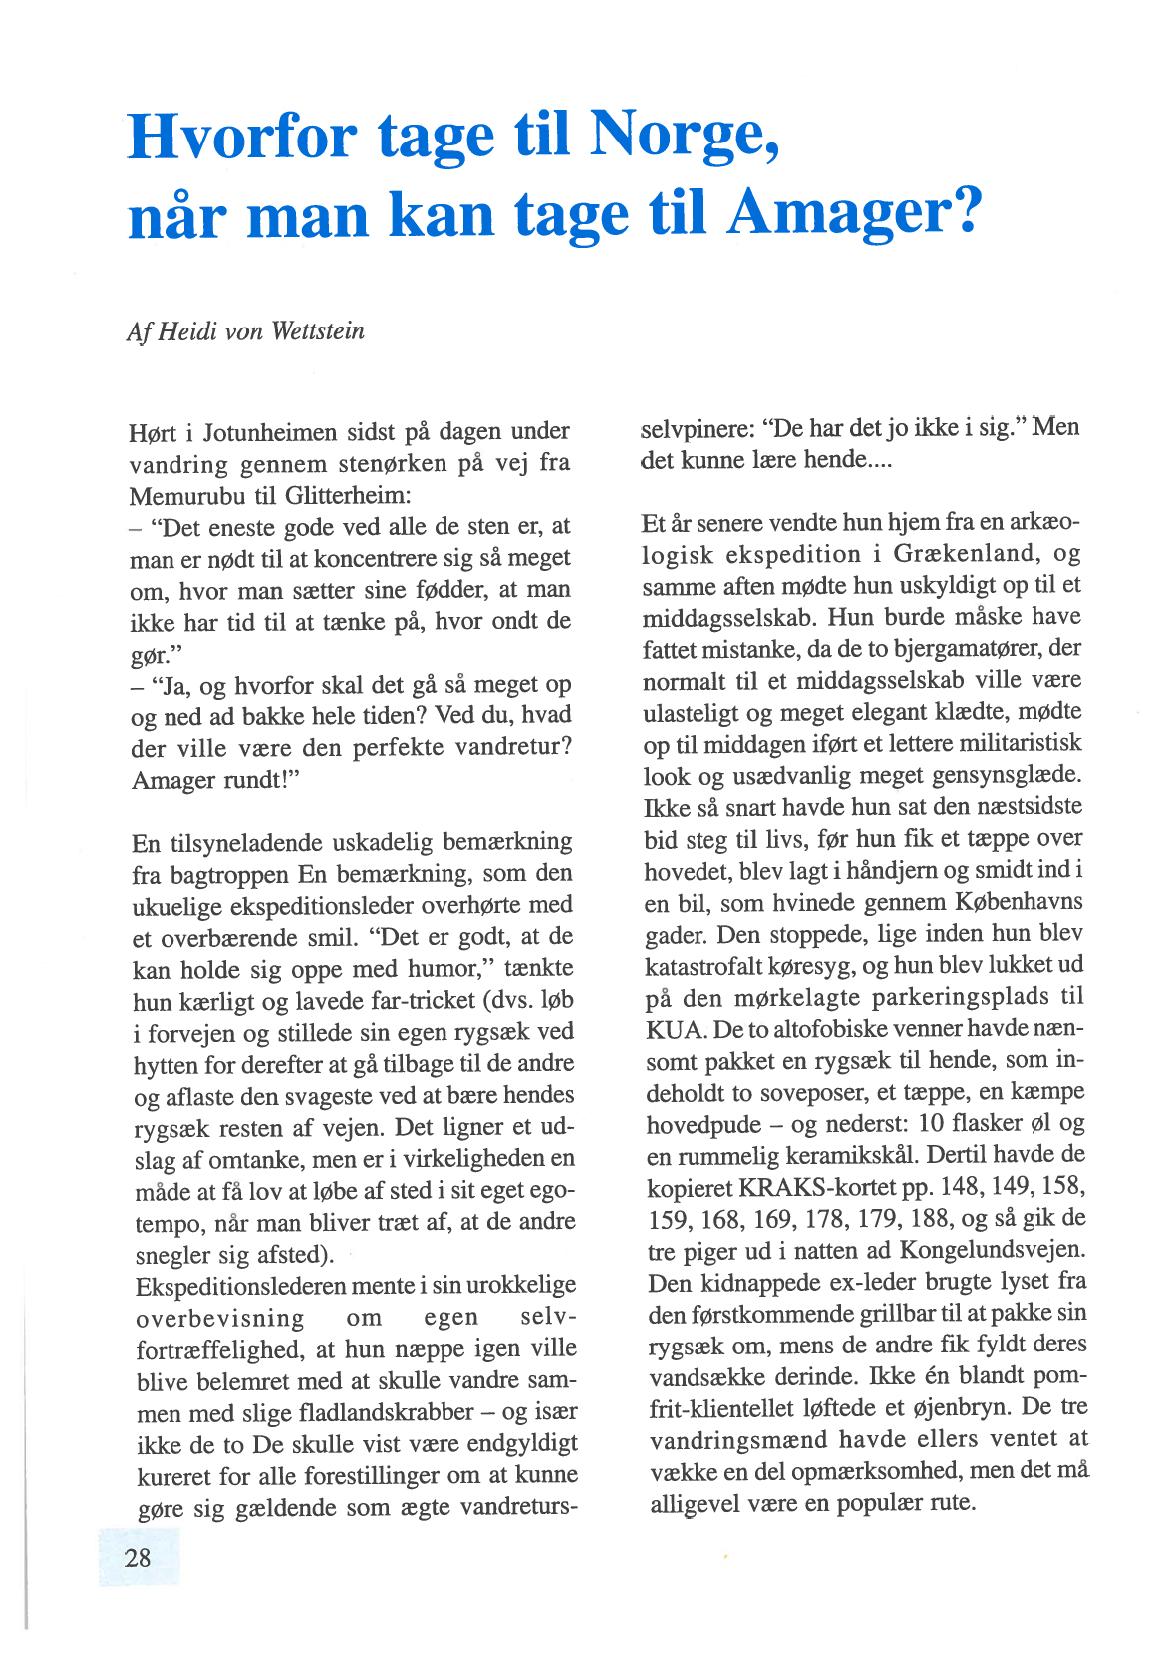 Hvorfor tage til Norge,
når man kan tage til Amager?
Af Heidi von Wettstein
Hørt i Jotunheimen sidst på dagen under
vandring gennem stenørken på vej fra
Memurubu til Glitterheim:
– “Det eneste gode ved alle de sten er, at
man er nødt til at koncentrere sig så meget
om, hvor man sætter sine fødder, at man
ikke har tid til at tænke på, hvor ondt de
gør.”
– “Ja, og hvorfor skal det gå så meget op
og ned ad bakke hele tiden? Ved du, hvad
der ville være den perfekte vandretur?
Amager rundt!”
En tilsyneladende uskadelig bemærkning
fra bagtroppen En bemærkning, som den
ukuelige ekspeditionsleder overhørte med
et overbærende smil. “Det er godt, at de
kan holde sig oppe med humor,” tænkte
hun kærligt og lavede far-tricket (dvs. løb
i forvejen og stillede sin egen rygsæk ved
hytten for derefter at gå tilbage til de andre
og aflaste den svageste ved at bære hendes
rygsæk resten af vejen. Det ligner et ud-
slag af omtanke, men er i virkeligheden en
måde at få lov at løbe af sted i sit eget ego-
tempo, når man bliver træt af, at de andre
snegler sig afsted).
Ekspeditionslederen mente i sin urokkelige
overbevisning om egen selv-
fortræffelighed, at hun næppe igen ville
blive belemret med at skulle vandre sam-
men med slige fladlandskrabber – og især
ikke de to De skulle vist være endgyldigt
kureret for alle forestillinger om at kunne
gøre sig gældende som ægte vandreturs-
selvpinere: “De har det jo ikke i sig.” Men
det kunne lære hende....
Et år senere vendte hun hjem fra en arkæo-
logisk ekspedition i Grækenland, og
samme aften mødte hun uskyldigt op til et
middagsselskab. Hun burde måske have
fattet mistanke, da de to bjergamatører, der
normalt til et middagsselskab ville være
ulasteligt og meget elegant klædte, mødte
op til middagen iført et lettere militaristisk
look og usædvanlig meget gensynsglæde.
Ikke så snart havde hun sat den næstsidste
bid steg til livs, før hun fik et tæppe over
hovedet, blev lagt i håndjern og smidt ind i
en bil, som hvinede gennem Københavns
gader. Den stoppede, lige inden hun blev
katastrofalt køresyg, og hun blev lukket ud
på den mørkelagte parkeringsplads til
KUA. De to altofobiske venner havde næn-
somt pakket en rygsæk til hende, som in-
deholdt to soveposer, et tæppe, en kæmpe
hovedpude – og nederst: 10 flasker øl og
en rummelig keramikskål. Dertil havde de
kopieret KRAKS-kortet pp. 148, 149, 158,
159, 168, 169, 178, 179, 188, og så gik de
tre piger ud i natten ad Kongelundsvejen.
Den kidnappede ex-leder brugte lyset fra
den førstkommende grillbar til at pakke sin
rygsæk om, mens de andre fik fyldt deres
vandsække derinde. Ikke én blandt pom-
frit-klientellet løftede et øjenbryn. De tre
vandringsmænd havde ellers ventet at
vække en del opmærksomhed, men det må
alligevel være en populær rute.
28